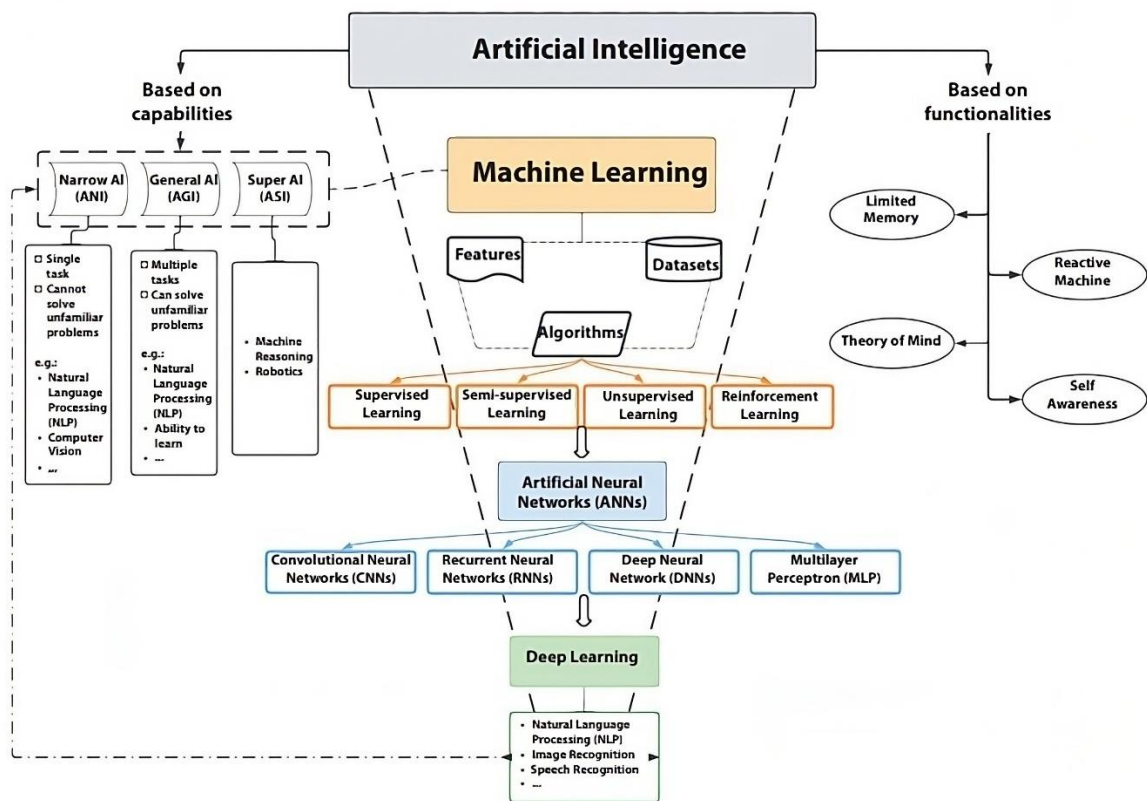 Artificial Intelligence
Based on
capabilities
Based on
functionalities
Narrow AI
(ANI)
General AI
(AGI)
Super AI
(ASI)
Single
task
Cannot
solve
unfamiliar
problems
e.g.:
• Natural
Language
Processing
(NLP)
• Computer
Vision
• ...
Multiple
tasks
Can solve
unfamiliar
problems
e.g.:
• Natural
Language
Processing
(NLP)
• Ability to
learn
• ...
• Machine
Reasoning
• Robotics
Machine Learning
Features
Datasets
Algorithms
Supervised
Learning
Semi-supervised
Learning
Unsupervised
Learning
Reinforcement
Learning
Artificial Neural
Networks (ANNs)
Convolutional Neural
Networks (CNNs)
Recurrent Neural
Networks (RNNs)
Deep Neural
Network (DNNs)
Multilayer
Perceptron (MLP)
Deep Learning
• Natural Language
Processing (NLP)
• Image Recognition
• Speech Recognition
• ...
Limited
Memory
Reactive
Machine
Theory of Mind
Self
Awareness